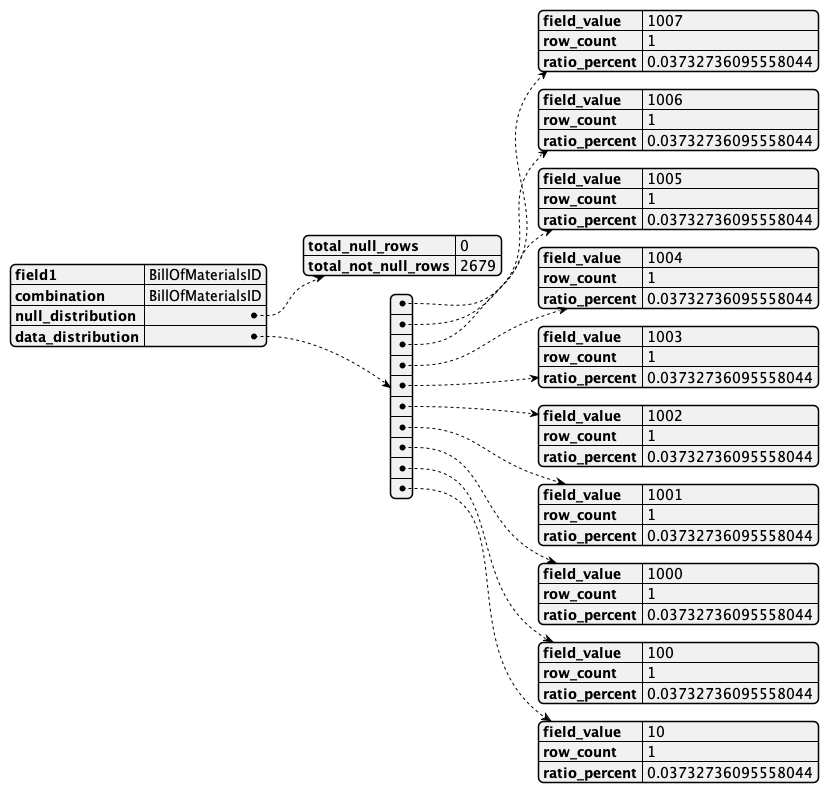 field1 BillOfMaterialsID
combination BillOfMaterialsID
null_distribution
data_distribution
total_null_rows 0
total_not_null_rows 2679
field_value 1007
row_count 1
ratio_percent 0.03732736095558044
field_value 1006
row_count 1
ratio_percent 0.03732736095558044
field_value 1005
row_count 1
ratio_percent 0.03732736095558044
field_value 1004
row_count 1
ratio_percent 0.03732736095558044
field_value 1003
row_count 1
ratio_percent 0.03732736095558044
field_value 1002
row_count 1
ratio_percent 0.03732736095558044
field_value 1001
row_count 1
ratio_percent 0.03732736095558044
field_value 1000
row_count 1
ratio_percent 0.03732736095558044
field_value 100
row_count 1
ratio_percent 0.03732736095558044
field_value 10
row_count 1
ratio_percent 0.03732736095558044